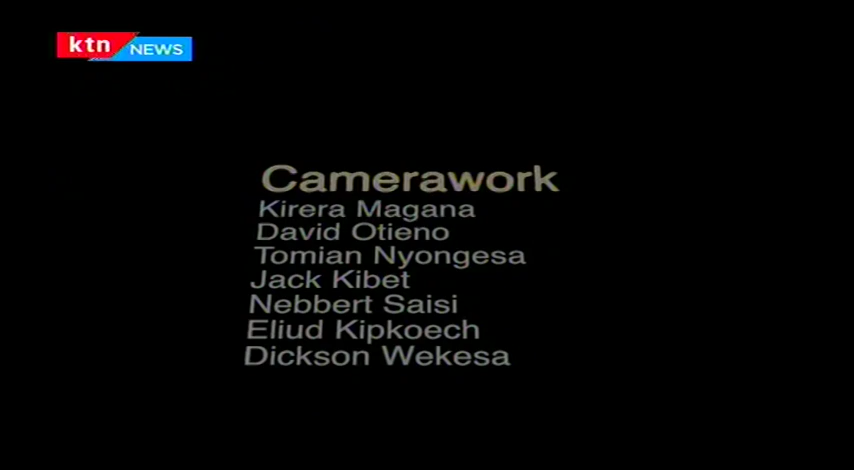 ktn NEWS
Camerawork
Kirera Magana
David Otieno
Tomian Nyongesa
Jack Kibet
Nebbert Saisi
Eliud Kipkoech
Dickson Wekesa